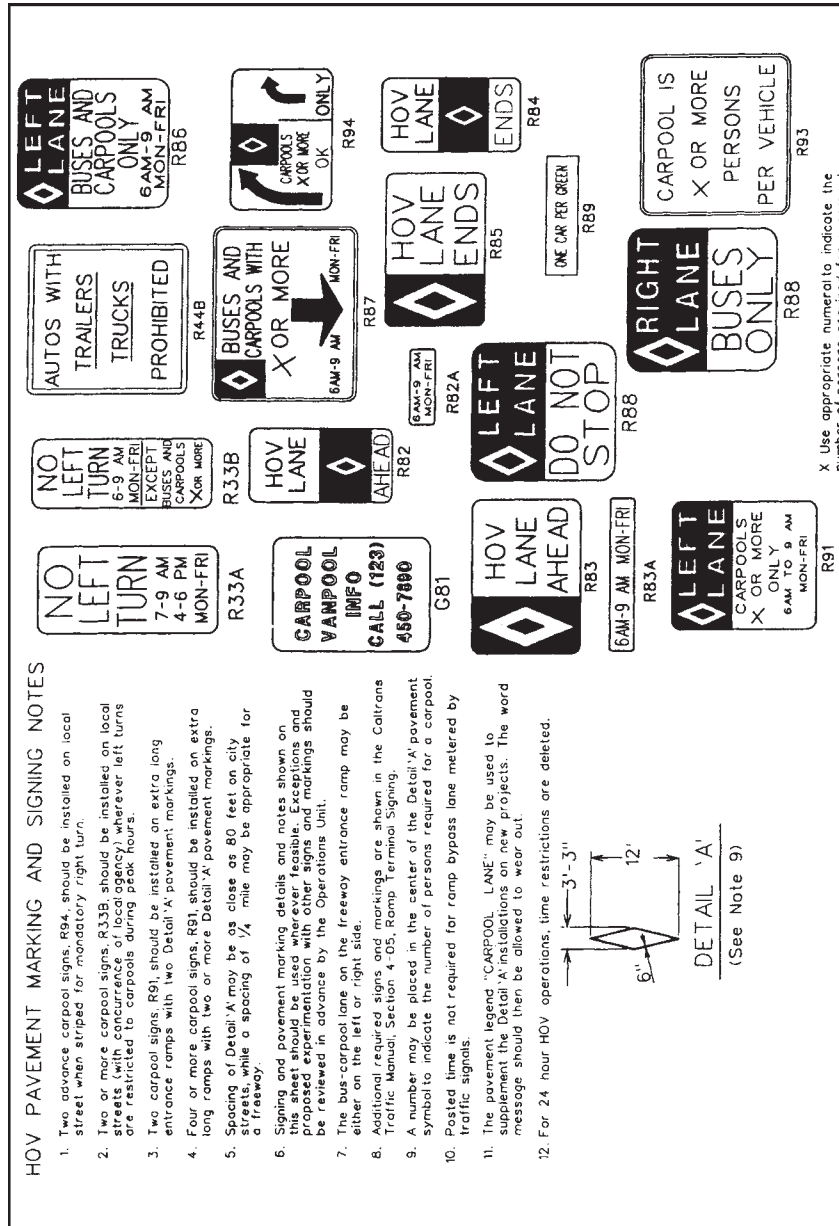 HOV PAVEMENT MARKING AND SIGNING NOTES
1. Two advance carpool signs, R94, should be installed on local
street when striped for mandatory right turn.
2. Two or more carpool signs, R33B, should be installed on local
streets (with concurrence of local agency) wherever left turns
are restricted to carpools during peak hours.
3. Two carpool signs, R91, should be installed on extra long
entrance ramps with two Detail 'A' pavement markings.
4. Four or more carpool signs, R91, should be installed on extra
long ramps with two or more Detail 'A' pavement markings.
5. Spacing of Detail 'A' may be as close as 80 feet on city
streets, while a spacing of 1/4 mile may be appropriate for
a freeway.
6. Signing and pavement marking details and notes shown on
this sheet should be used wherever feasible. Exceptions and
proposed experimentation with other signs and markings should
be reviewed in advance by the Operations Unit.
7. The bus-carpool lane on the freeway entrance ramp may be
either on the left or right side.
8. Additional required signs and markings are shown in the Caltrans
Traffic Manual, Section 4-05, Ramp Terminal Signing.
9. A number may be placed in the center of the Detail 'A' pavement
symbol to indicate the number of persons required for a carpool.
10. Posted time is not required for ramp bypass lane metered by
traffic signals.
11. The pavement legend "CARPOOL LANE" may be used to
supplement the Detail 'A' installations on new projects. The word
message should then be allowed to wear out.
12. For 24 hour HOV operations, time restrictions are deleted.
3'-3"
12'
6"
DETAIL 'A'
(See Note 9)
NO
LEFT
TURN
7-9 AM
4-6 PM
MON-FRI
R33A
NO
LEFT
TURN
6-9 AM
MON-FRI
EXCEPT
BUSES AND
CARPOOLS
X OR MORE
R33B
AUTOS WITH
TRAILERS
TRUCKS
PROHIBITED
R44B
LEFT
LANE
BUSES AND
CARPOOLS
ONLY
6AM-9 AM
MON-FRI
R86
CARPOOL
VANPOOL
INFO
CALL (123)
450-7890
G81
HOV
LANE
AHEAD
R82
BUSES AND
CARPOOLS WITH
X OR MORE
6AM-9 AM MON-FRI
R87
CARPOOLS
X OR MORE
OK
ONLY
R94
HOV
LANE
AHEAD
R83
6AM-9 AM MON-FRI
R83A
6AM-9 AM
MON-FRI
R82A
HOV
LANE
ENDS
R85
HOV
LANE
ENDS
R84
LEFT
LANE
DO NOT
STOP
R88
ONE CAR PER GREEN
R89
LEFT
LANE
CARPOOLS
X OR MORE
ONLY
6AM TO 9 AM
MON-FRI
R91
RIGHT
LANE
BUSES
ONLY
R88
CARPOOL IS
X OR MORE
PERSONS
PER VEHICLE
R93
X Use appropriate numeral to indicate the